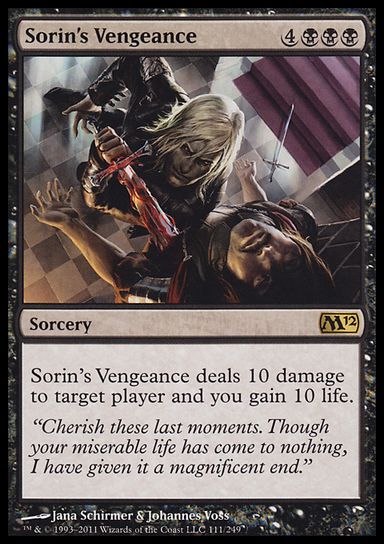 Sorin's Vengeance 4
Sorcery
M12
Sorin's Vengeance deals 10 damage
to target player and you gain 10 life.
“Cherish these last moments. Though
your miserable life has come to nothing,
I have given it a magnificent end.”
Jana Schirmer & Johannes Voss
™ & © 1993–2011 Wizards of the Coast LLC 111/249